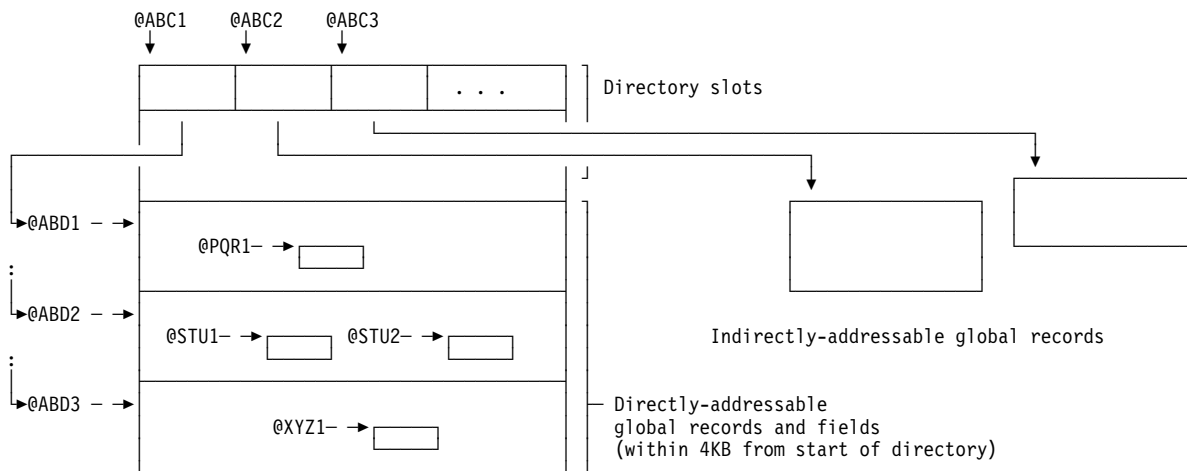 @ABC1 @ABC2 @ABC3
. . .
Directory slots
@ABD1
@PQR1
:
@ABD2
@STU1 @STU2
Indirectly-addressable global records
:
@ABD3
Directly-addressable
global records and fields
(within 4KB from start of directory)
@XYZ1